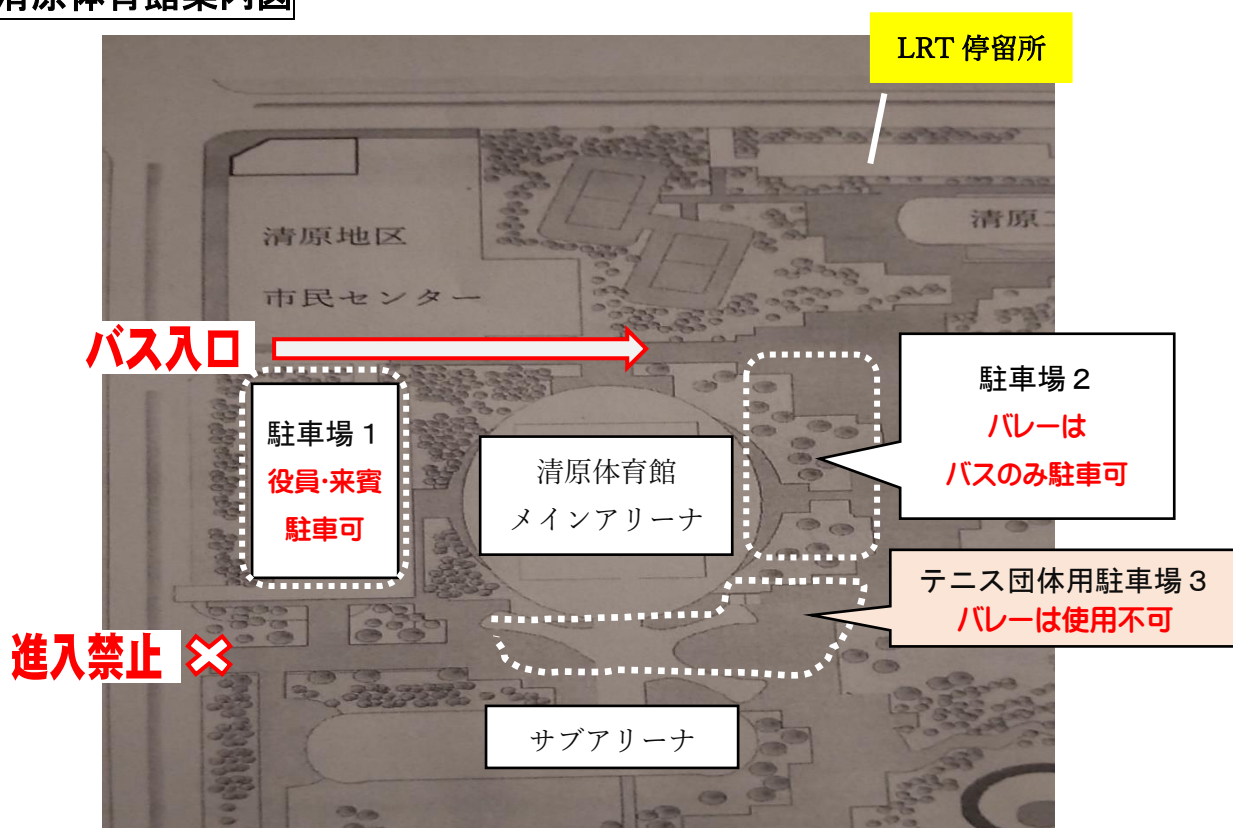 清原体育館案内図
LRT 停留所
清原地区
市民センター
清原
バス入口
駐車場１
役員･来賓
駐車可
清原体育館
メインアリーナ
駐車場２
バレーは
バスのみ駐車可
テニス団体用駐車場３
バレーは使用不可
進入禁止
サブアリーナ